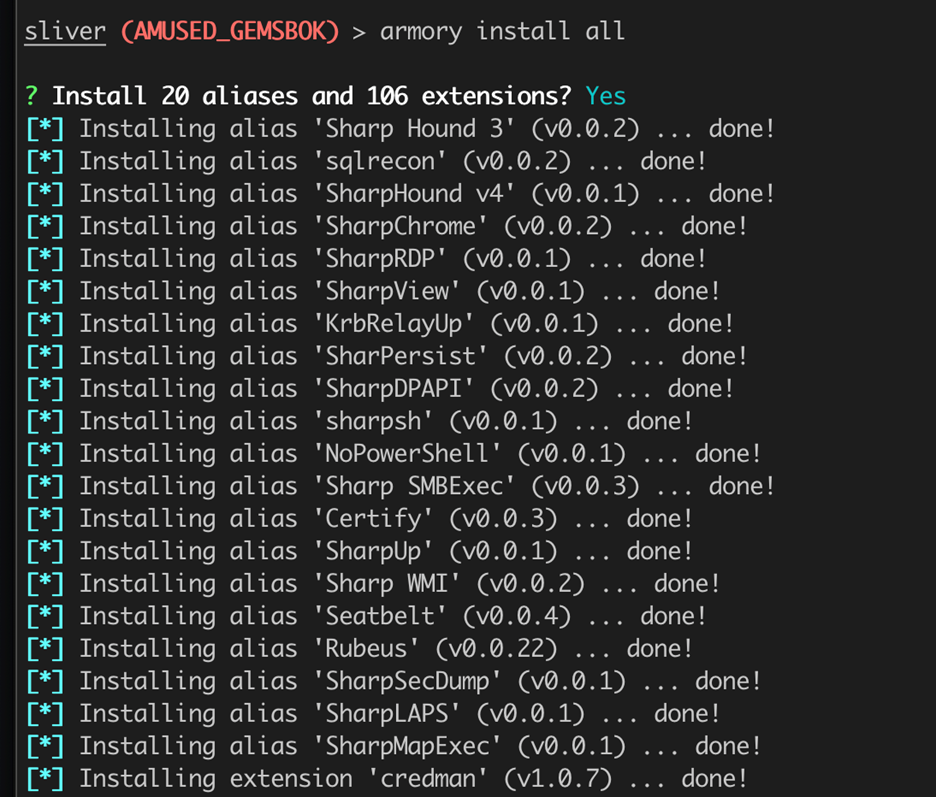 sliver (AMUSED_GEMSBOK) > armory install all
? Install 20 aliases and 106 extensions? Yes
[*] Installing alias 'Sharp Hound 3' (v0.0.2) ... done!
[*] Installing alias 'sqlrecon' (v0.0.2) ... done!
[*] Installing alias 'SharpHound v4' (v0.0.1) ... done!
[*] Installing alias 'SharpChrome' (v0.0.2) ... done!
[*] Installing alias 'SharpRDP' (v0.0.1) ... done!
[*] Installing alias 'SharpView' (v0.0.1) ... done!
[*] Installing alias 'KrbRelayUp' (v0.0.1) ... done!
[*] Installing alias 'SharPersist' (v0.0.2) ... done!
[*] Installing alias 'SharpDPAPI' (v0.0.2) ... done!
[*] Installing alias 'sharpsh' (v0.0.1) ... done!
[*] Installing alias 'NoPowerShell' (v0.0.1) ... done!
[*] Installing alias 'Sharp SMBExec' (v0.0.3) ... done!
[*] Installing alias 'Certify' (v0.0.3) ... done!
[*] Installing alias 'SharpUp' (v0.0.1) ... done!
[*] Installing alias 'Sharp WMI' (v0.0.2) ... done!
[*] Installing alias 'Seatbelt' (v0.0.4) ... done!
[*] Installing alias 'Rubeus' (v0.0.22) ... done!
[*] Installing alias 'SharpSecDump' (v0.0.1) ... done!
[*] Installing alias 'SharpLAPS' (v0.0.1) ... done!
[*] Installing alias 'SharpMapExec' (v0.0.1) ... done!
[*] Installing extension 'credman' (v1.0.7) ... done!